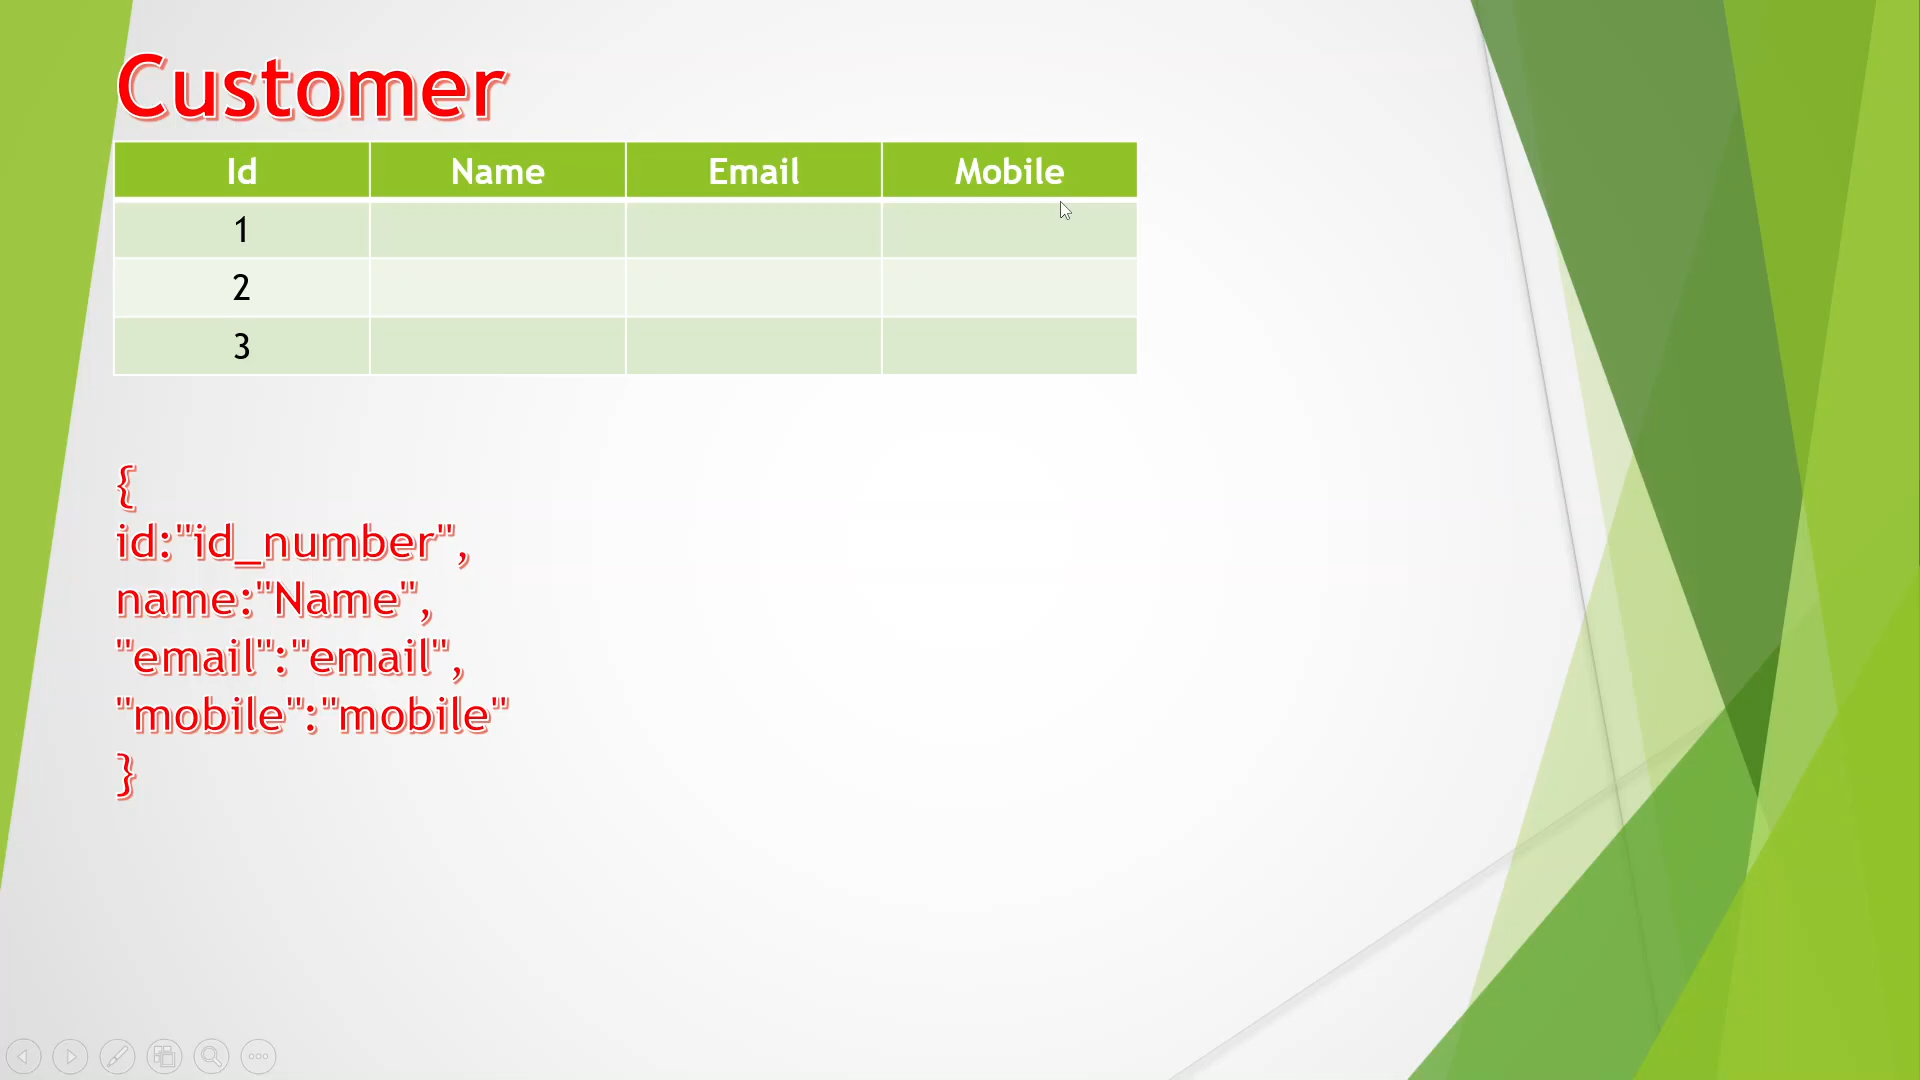 Customer
Id Name Email Mobile
1
2
3
{
id:"id_number",
name:"Name",
"email":"email",
"mobile":"mobile"
}